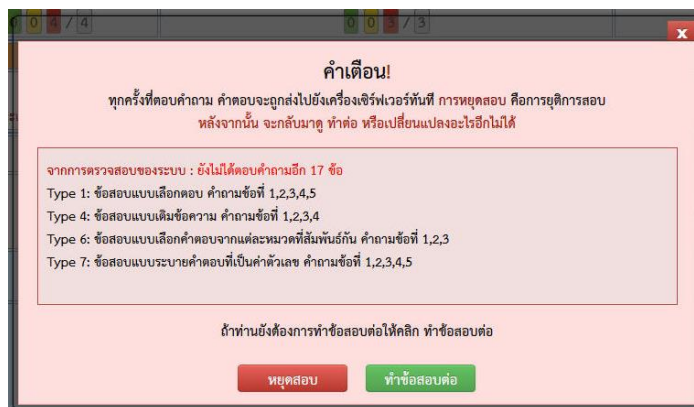 0 0 4 / 4
0 0 3 / 3
x
คำเตือน!
ทุกครั้งที่ตอบคำถาม คำตอบจะถูกส่งไปยังเครื่องเซิร์ฟเวอร์ทันที การหยุดสอบ คือการยุติการสอบ
หลังจากนั้น จะกลับมาดู ทำต่อ หรือเปลี่ยนแปลงอะไรอีกไม่ได้
จากการตรวจสอบของระบบ : ยังไม่ได้ตอบคำถามอีก 17 ข้อ
Type 1: ข้อสอบแบบเลือกตอบ คำถามข้อที่ 1,2,3,4,5
Type 4: ข้อสอบแบบเติมข้อความ คำถามข้อที่ 1,2,3,4
Type 6: ข้อสอบแบบเลือกคำตอบจากแต่ละหมวดที่สัมพันธ์กัน คำถามข้อที่ 1,2,3
Type 7: ข้อสอบแบบระบายคำตอบที่เป็นค่าตัวเลข คำถามข้อที่ 1,2,3,4,5
ถ้าท่านยังต้องการทำข้อสอบต่อให้คลิก ทำข้อสอบต่อ
หยุดสอบ
ทำข้อสอบต่อ